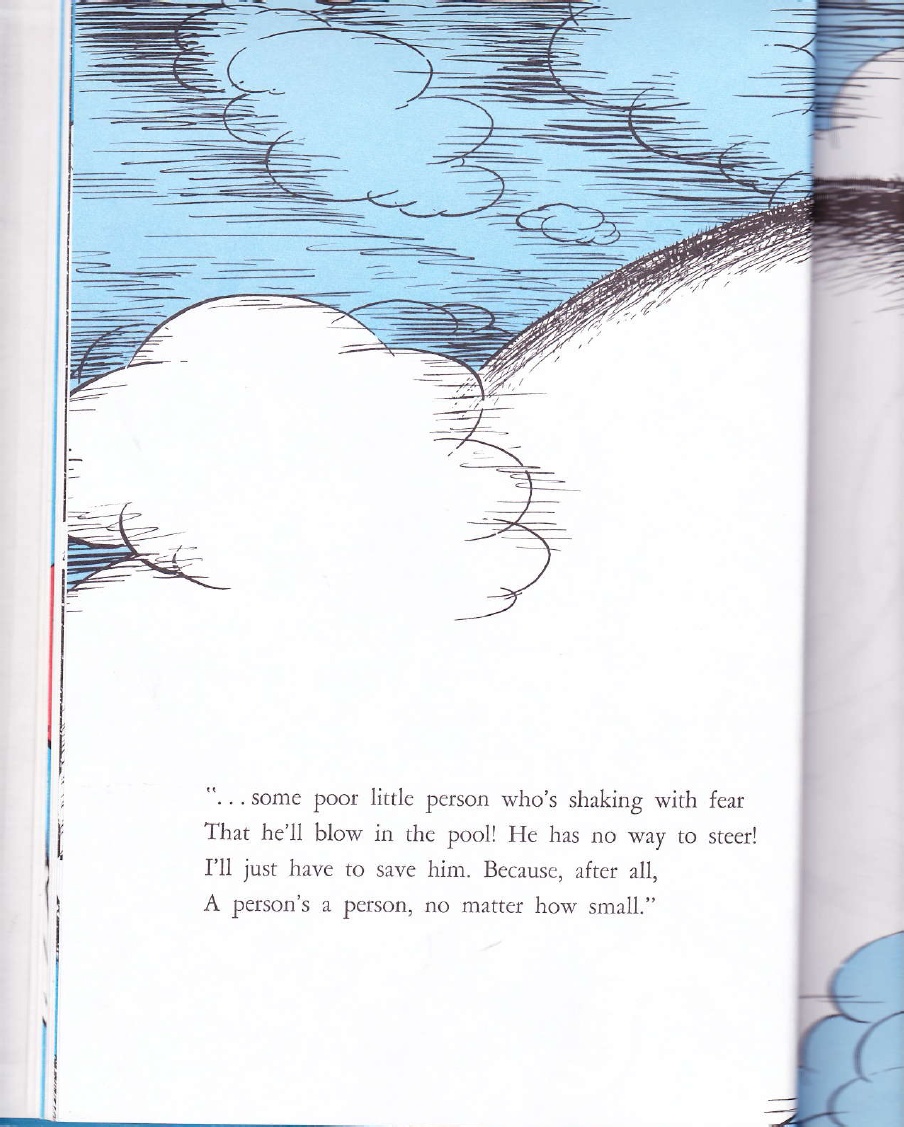 “. . . some poor little person who’s shaking with fear
That he’ll blow in the pool! He has no way to steer!
I’ll just have to save him. Because, after all,
A person’s a person, no matter how small.”